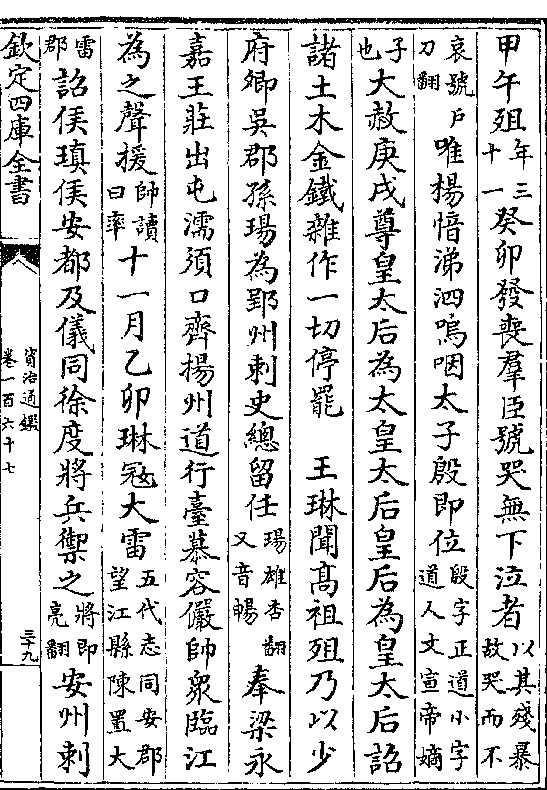 甲午殂年三十一癸卯發喪羣臣號哭無下泣者以其殘暴故哭而不
哀號戶刀翻唯楊愔涕泗嗚咽太子殷即位殷字正道小字道人文宣帝嫡
子也大赦庚戌尊皇太后為太皇太后皇后為皇太后詔
諸土木金鐵雜作一切停罷　王琳聞高祖殂乃以少
府卿吳郡孫瑒為郢州刺史總留任瑒雄杏翻又音暢奉梁永
嘉王莊出屯濡須口齊揚州道行臺慕容儼帥眾臨江
為之聲援帥讀曰率十一月乙卯琳寇大雷五代志同安郡望江縣陳置大
雷郡詔侯瑱侯安都及儀同徐度將兵禦之將即亮翻安州刺
欽定四庫全書
資治通鑑
卷一百六十七
三十九